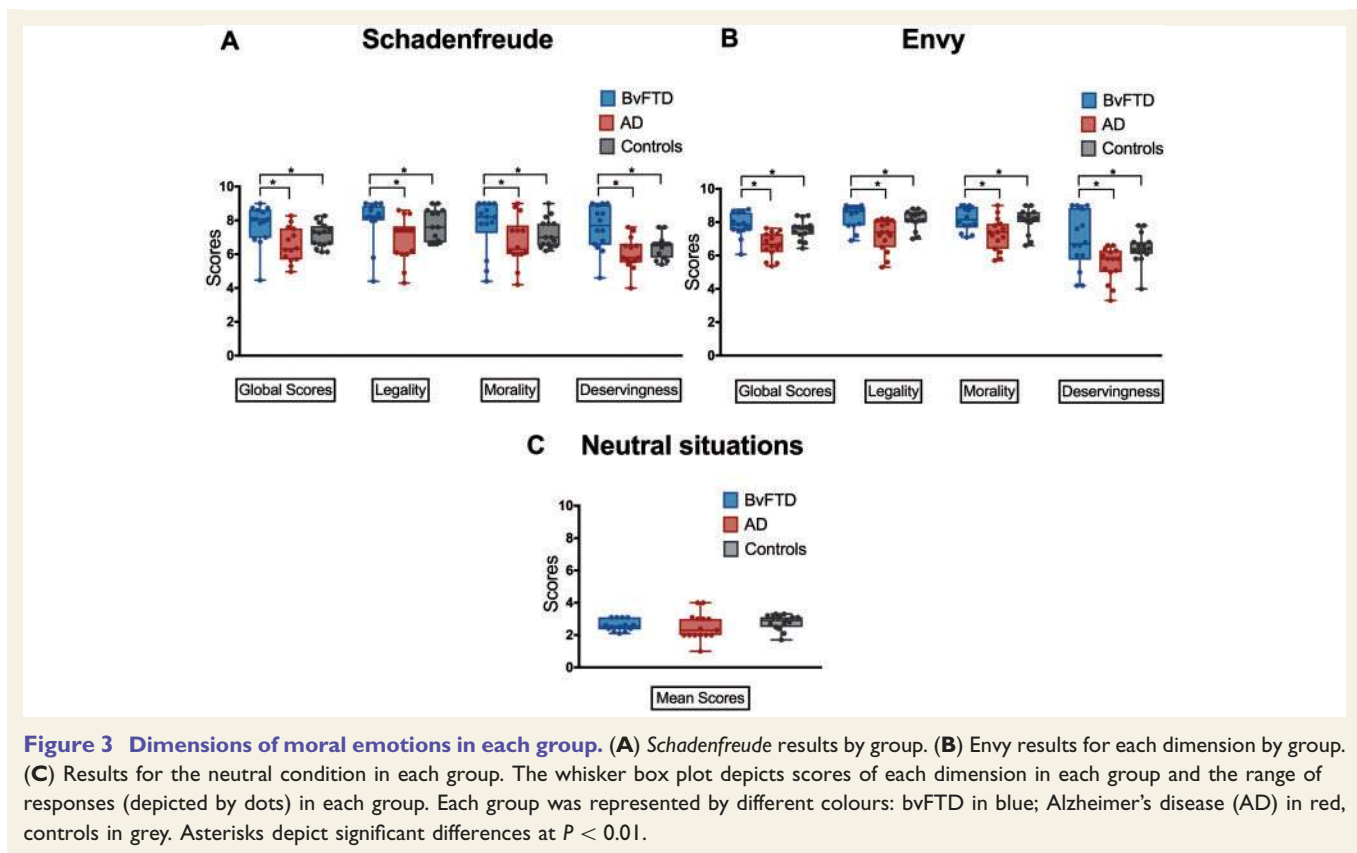 A Schadenfreude
BvFTD
AD
Controls
* * * * * * * *
Scores
10
8
6
4
2
0
Global Scores Legality Morality Deservingness
B Envy
BvFTD
AD
Controls
* * * * * * * *
Scores
10
8
6
4
2
0
Global Scores Legality Morality Deservingness
C Neutral situations
BvFTD
AD
Controls
Scores
10
8
6
4
2
0
Mean Scores
Figure 3 Dimensions of moral emotions in each group. (A) Schadenfreude results by group. (B) Envy results for each dimension by group.
(C) Results for the neutral condition in each group. The whisker box plot depicts scores of each dimension in each group and the range of
responses (depicted by dots) in each group. Each group was represented by different colours: bvFTD in blue; Alzheimer's disease (AD) in red,
controls in grey. Asterisks depict significant differences at P < 0.01.